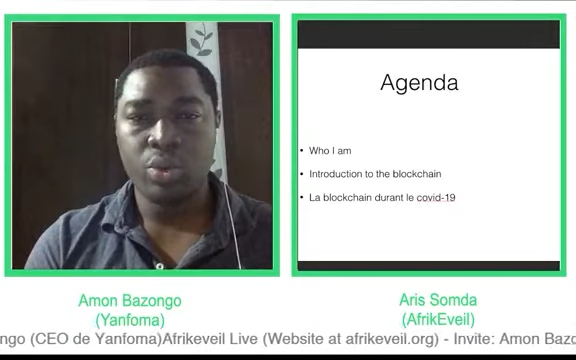 Agenda
• Who I am
• Introduction to the blockchain
• La blockchain durant le covid-19
Amon Bazongo
(Yanfoma)
Aris Somda
(AfrikEveil)
ngo (CEO de Yanfoma)Afrikeveil Live (Website at afrikeveil.org) - Invite: Amon Bazo